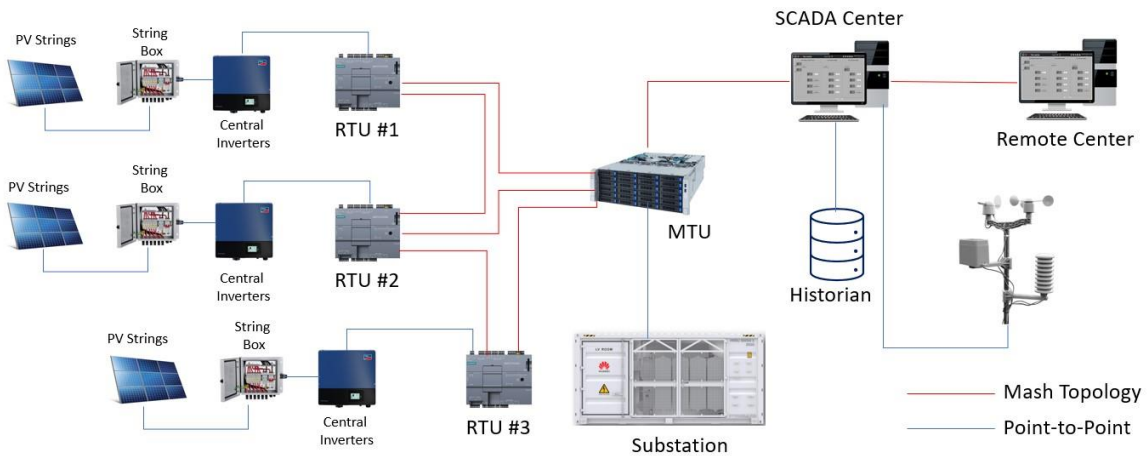 SCADA Center
PV Strings
String
Box
Central
Inverters
RTU #1
Remote Center
PV Strings
String
Box
Central
Inverters
RTU #2
MTU
Historian
PV Strings
String
Box
Central
Inverters
RTU #3
Substation
Mash Topology
Point-to-Point